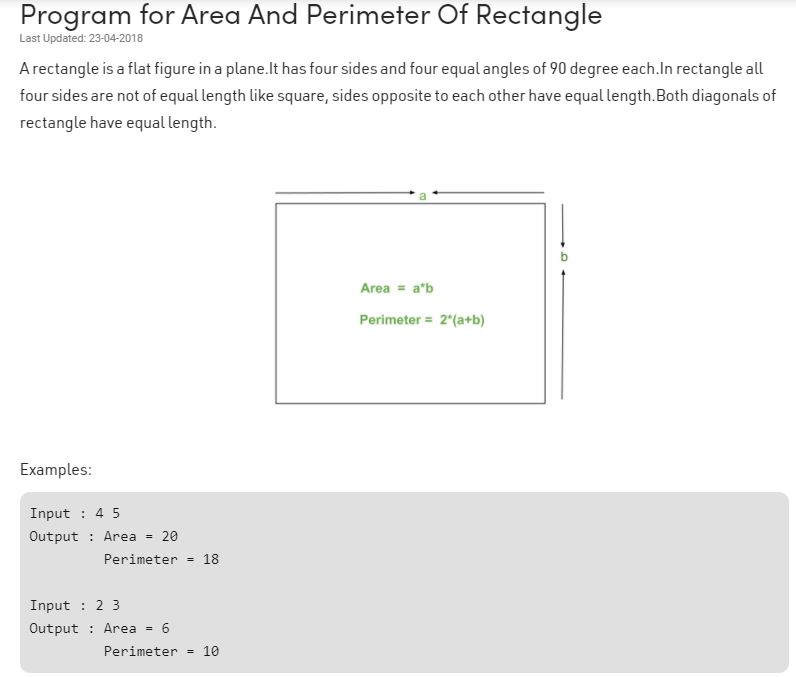 Program for Area And Perimeter Of Rectangle
Last Updated: 23-04-2018
A rectangle is a flat figure in a plane.It has four sides and four equal angles of 90 degree each.In rectangle all
four sides are not of equal length like square, sides opposite to each other have equal length.Both diagonals of
rectangle have equal length.
a
b
Area = a*b
Perimeter = 2*(a+b)
Examples:
Input : 4 5
Output : Area = 20
Perimeter = 18
Input : 2 3
Output : Area = 6
Perimeter = 10